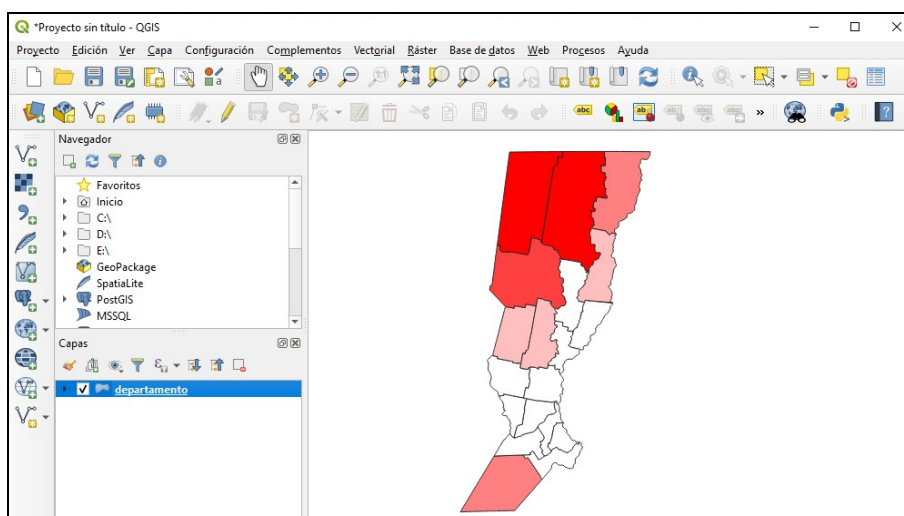 *Proyecto sin título - QGIS
Proyecto Edición Ver Capa Configuración Complementos Vectorial Ráster Base de datos Web Procesos Ayuda
abc
Navegador
Favoritos
Inicio
C:\
D:\
E:\
GeoPackage
SpatiaLite
PostGIS
MSSQL
Capas
departamento